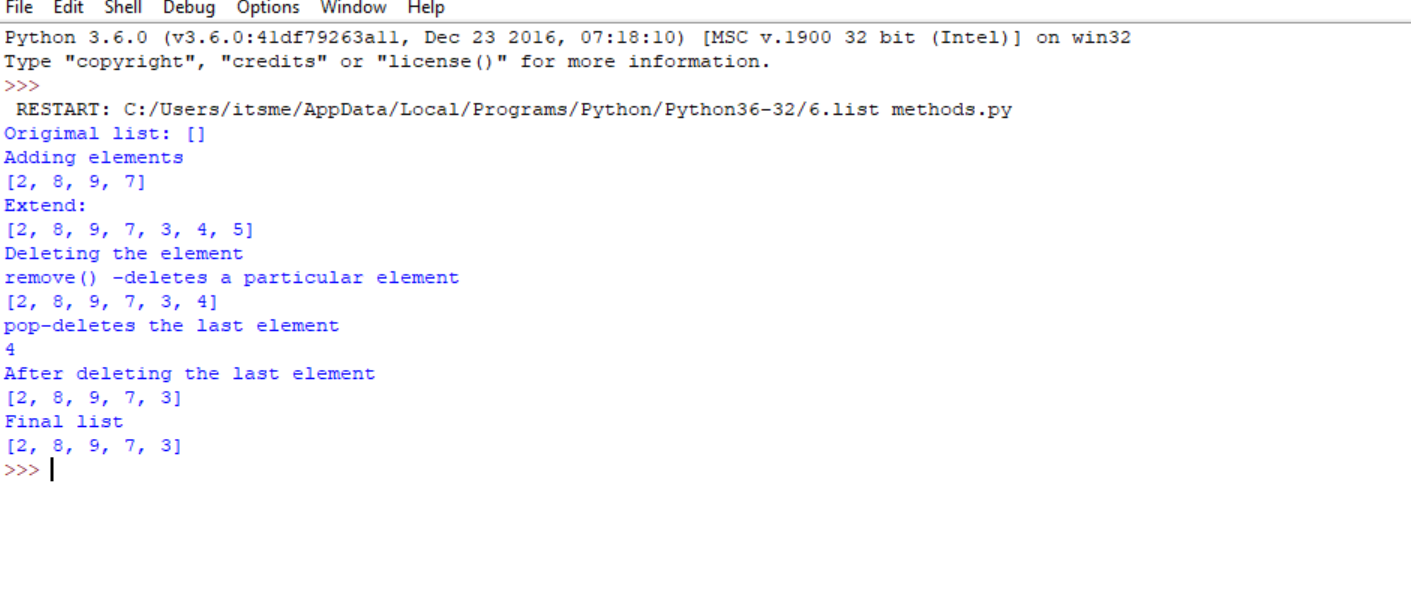 File Edit Shell Debug Options Window Help
Python 3.6.0 (v3.6.0:41df79263a11, Dec 23 2016, 07:18:10) [MSC v.1900 32 bit (Intel)] on win32
Type "copyright", "credits" or "license()" for more information.
>>>
RESTART: C:/Users/itsme/AppData/Local/Programs/Python/Python36-32/6.list methods.py
Origimal list: []
Adding elements
[2, 8, 9, 7]
Extend:
[2, 8, 9, 7, 3, 4, 5]
Deleting the element
remove() -deletes a particular element
[2, 8, 9, 7, 3, 4]
pop-deletes the last element
4
After deleting the last element
[2, 8, 9, 7, 3]
Final list
[2, 8, 9, 7, 3]
>>>